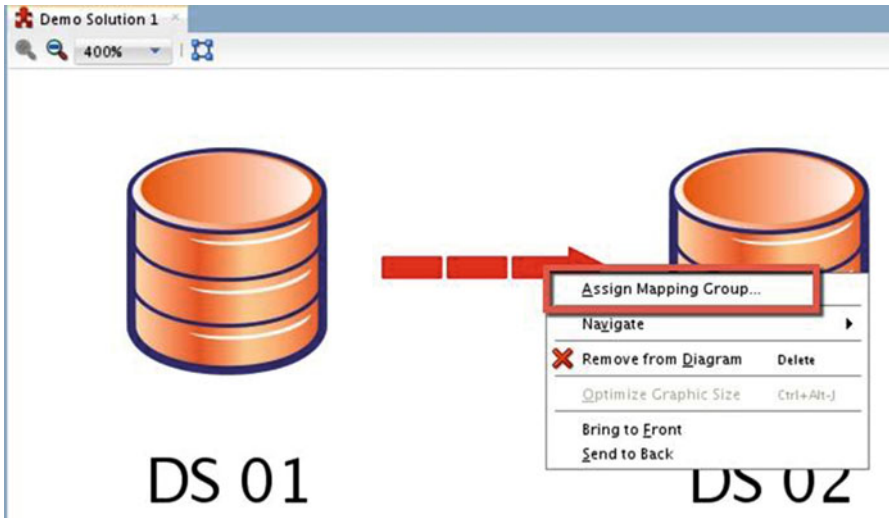 Demo Solution 1
400%
Assign Mapping Group...
Navigate
Remove from Diagram Delete
Optimize Graphic Size Ctrl+Alt-J
Bring to Front
Send to Back
DS 01
DS 02